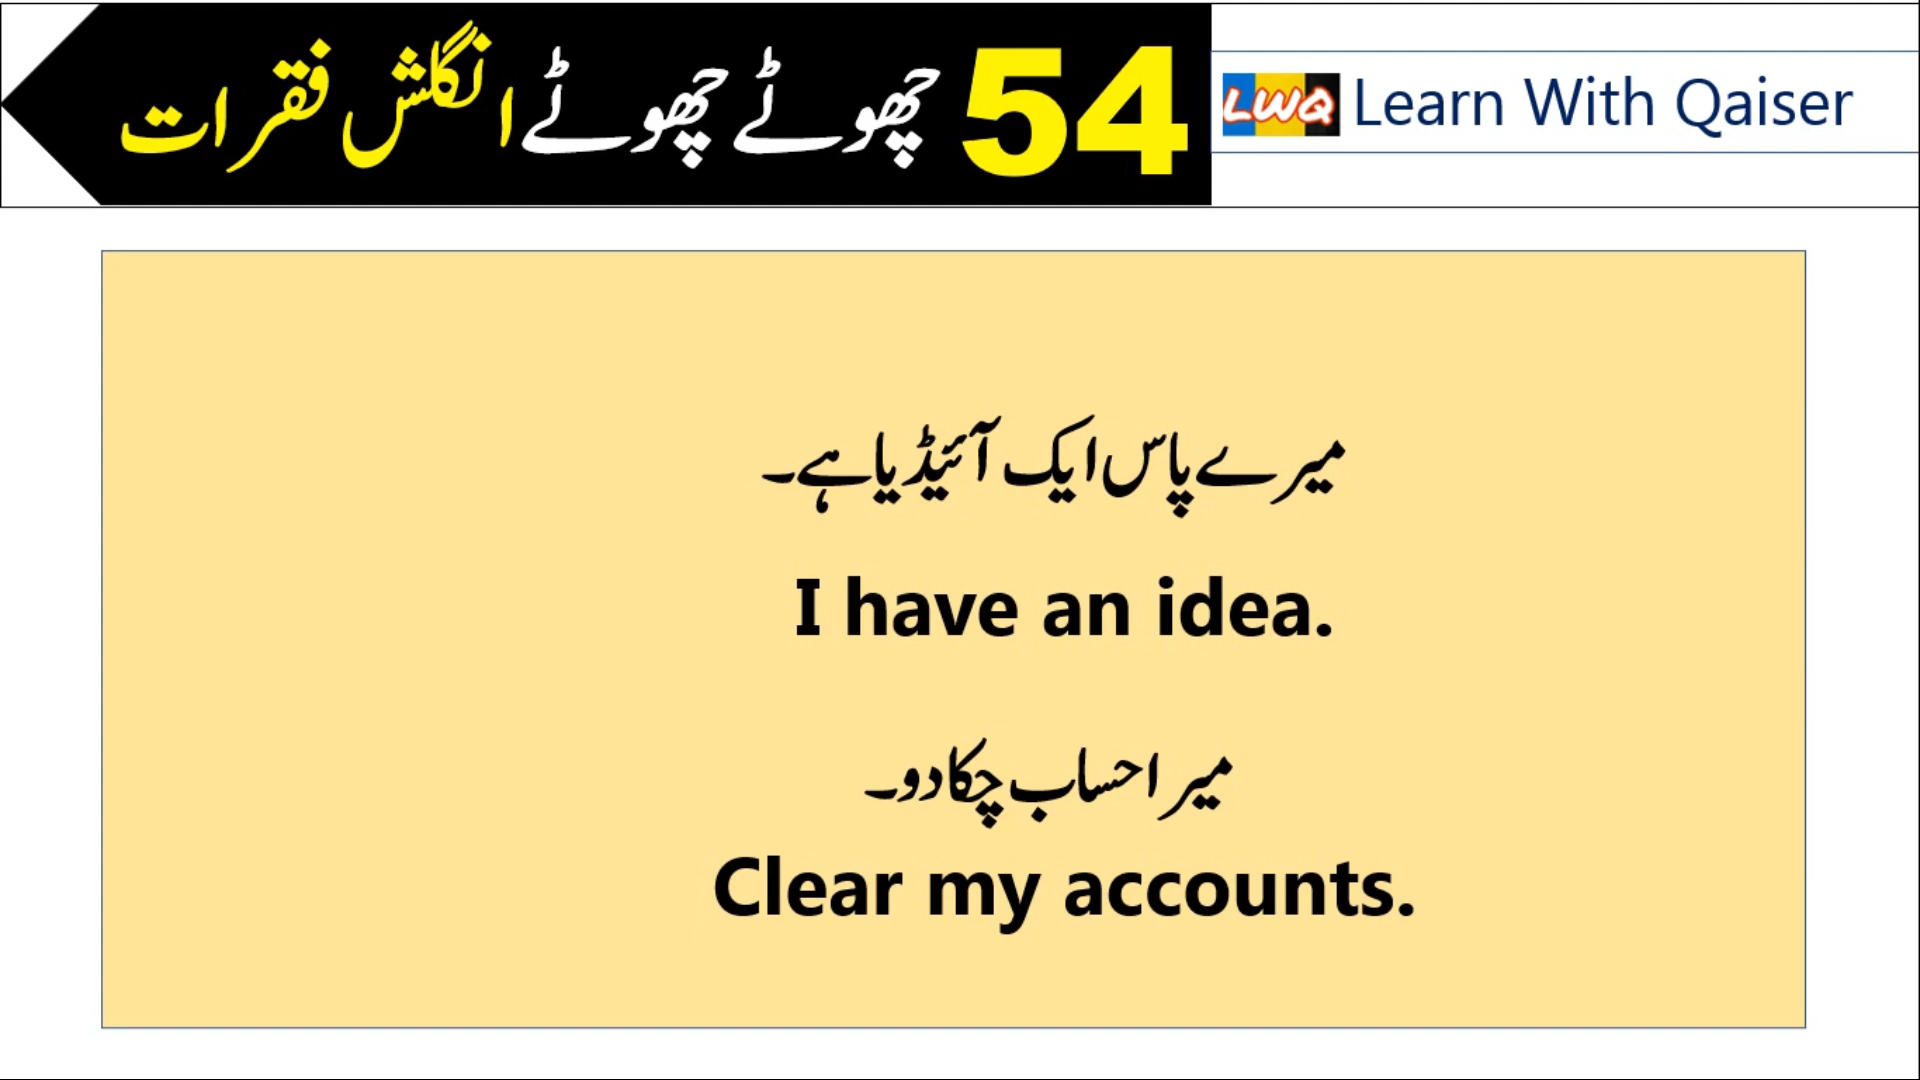 54 چھوٹے چھوٹے انگلش فقرات
LWQ Learn With Qaiser
میرے پاس ایک آئیڈیا ہے۔
I have an idea.
میرا حساب چکا دو۔
Clear my accounts.